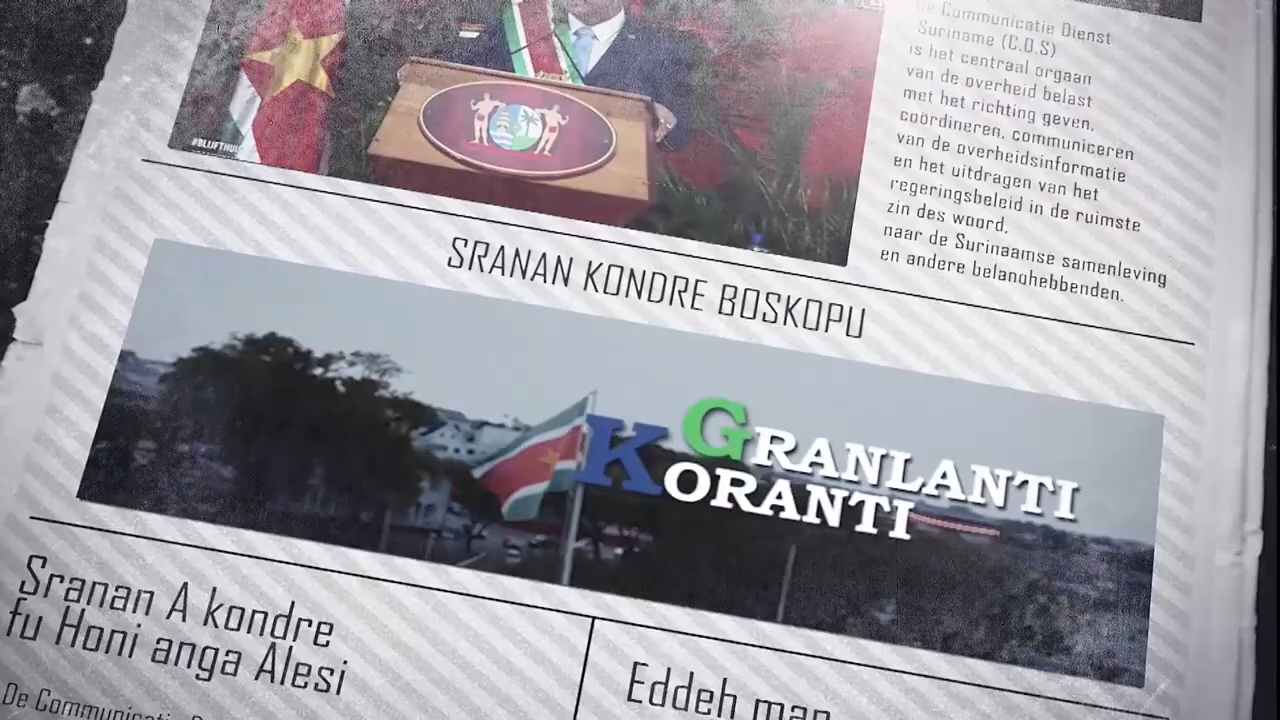 De Communicatie Dienst
Suriname (C.D.S)
is het centraal orgaan
van de overheid belast
met het richting geven,
coördineren, communiceren
van de overheidsinformatie
en het uitdragen van het
regeringsbeleid in de ruimste
zin des woord,
naar de Surinaamse samenleving
en andere belanghebbenden.
SRANAN KONDRE BOSKOPU
GRANLANTI
KORANTI
Sranan A kondre
fu Honi anga Alesi
De
Eddeh man